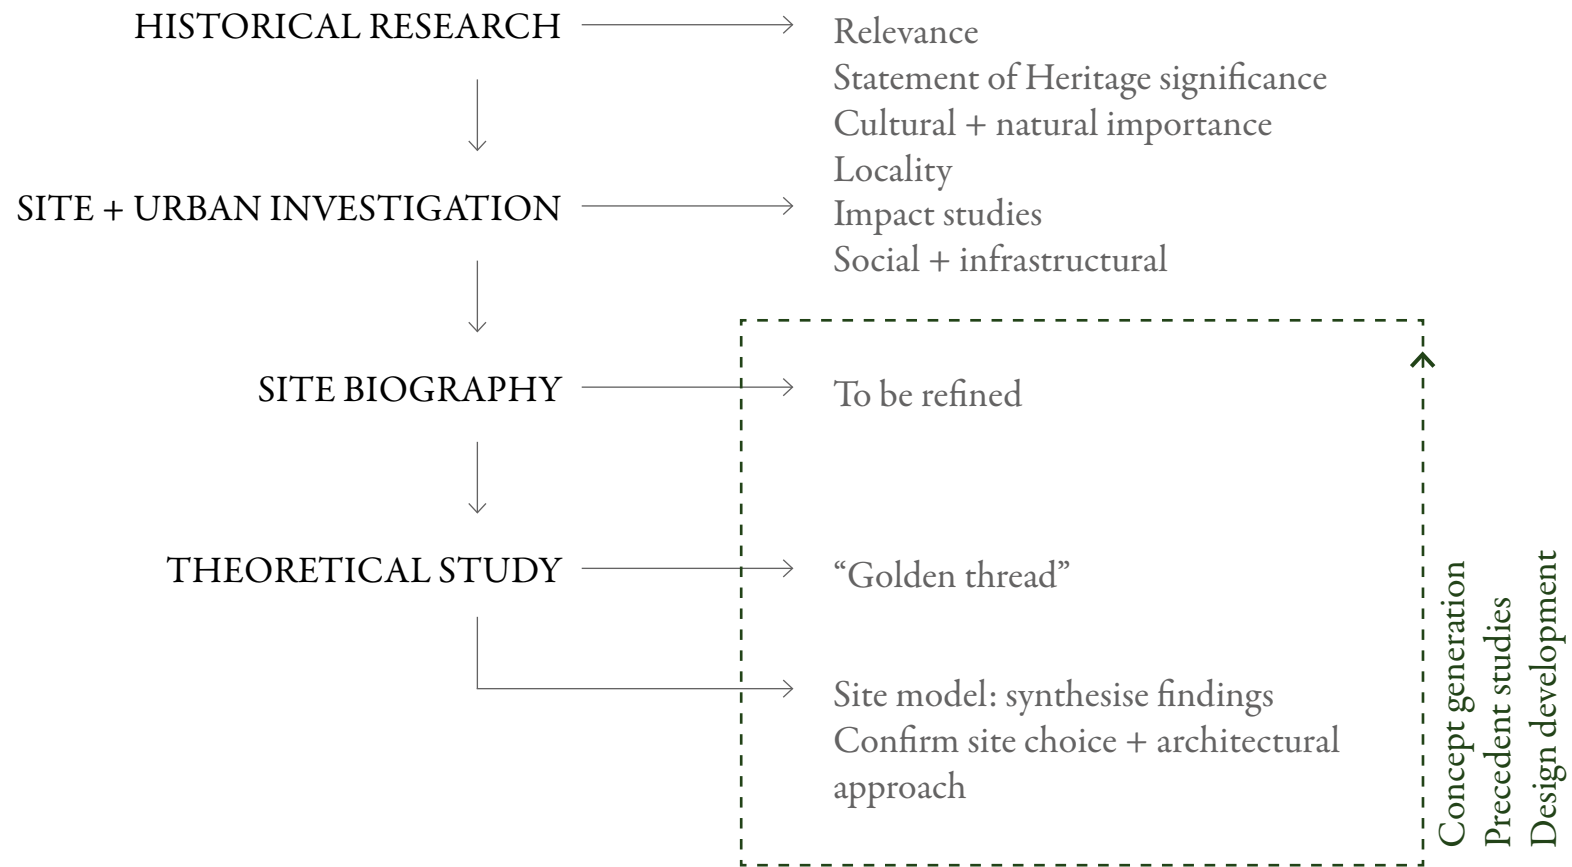 HISTORICAL RESEARCH
Relevance
Statement of Heritage significance
Cultural + natural importance
Locality
SITE + URBAN INVESTIGATION
Impact studies
Social + infrastructural
SITE BIOGRAPHY
To be refined
THEORETICAL STUDY
“Golden thread”
Site model: synthesise findings
Confirm site choice + architectural
approach
Concept generation
Precedent studies
Design development